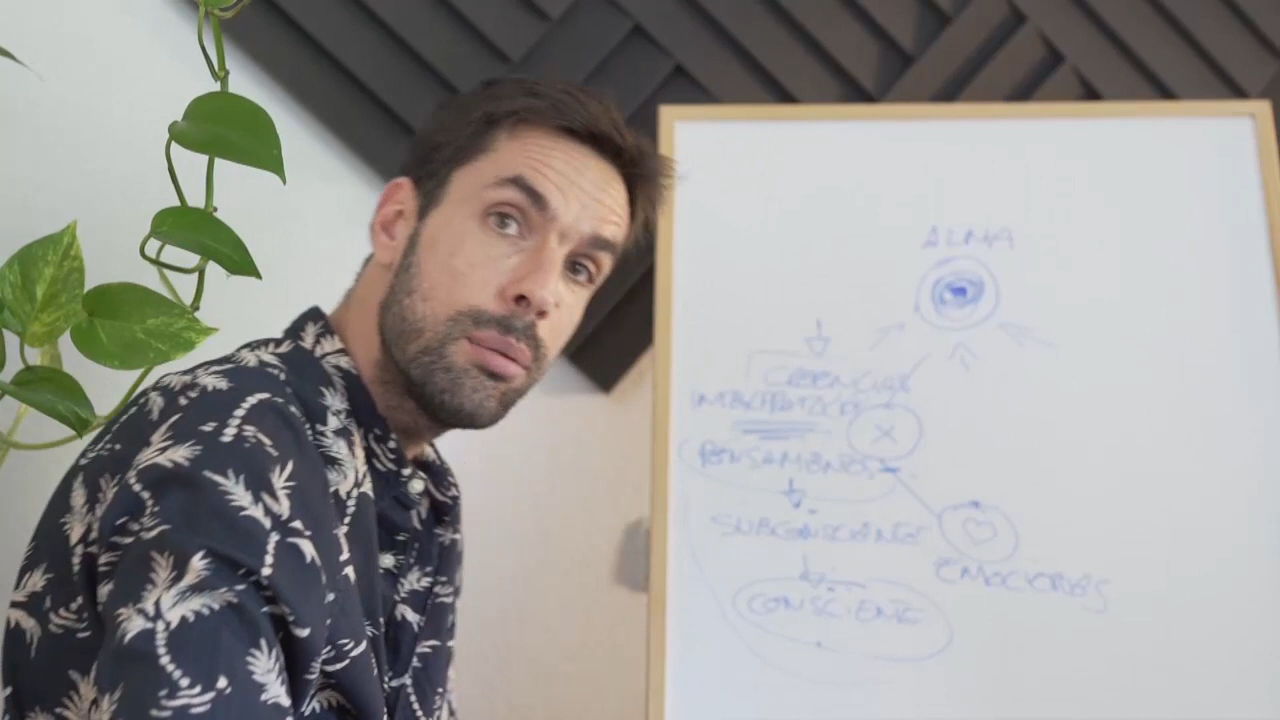 ALMA
CREENCIAS
PENSAMIENTOS
SUBCONSCIENTE
EMOCIONES
CONSCIENTE